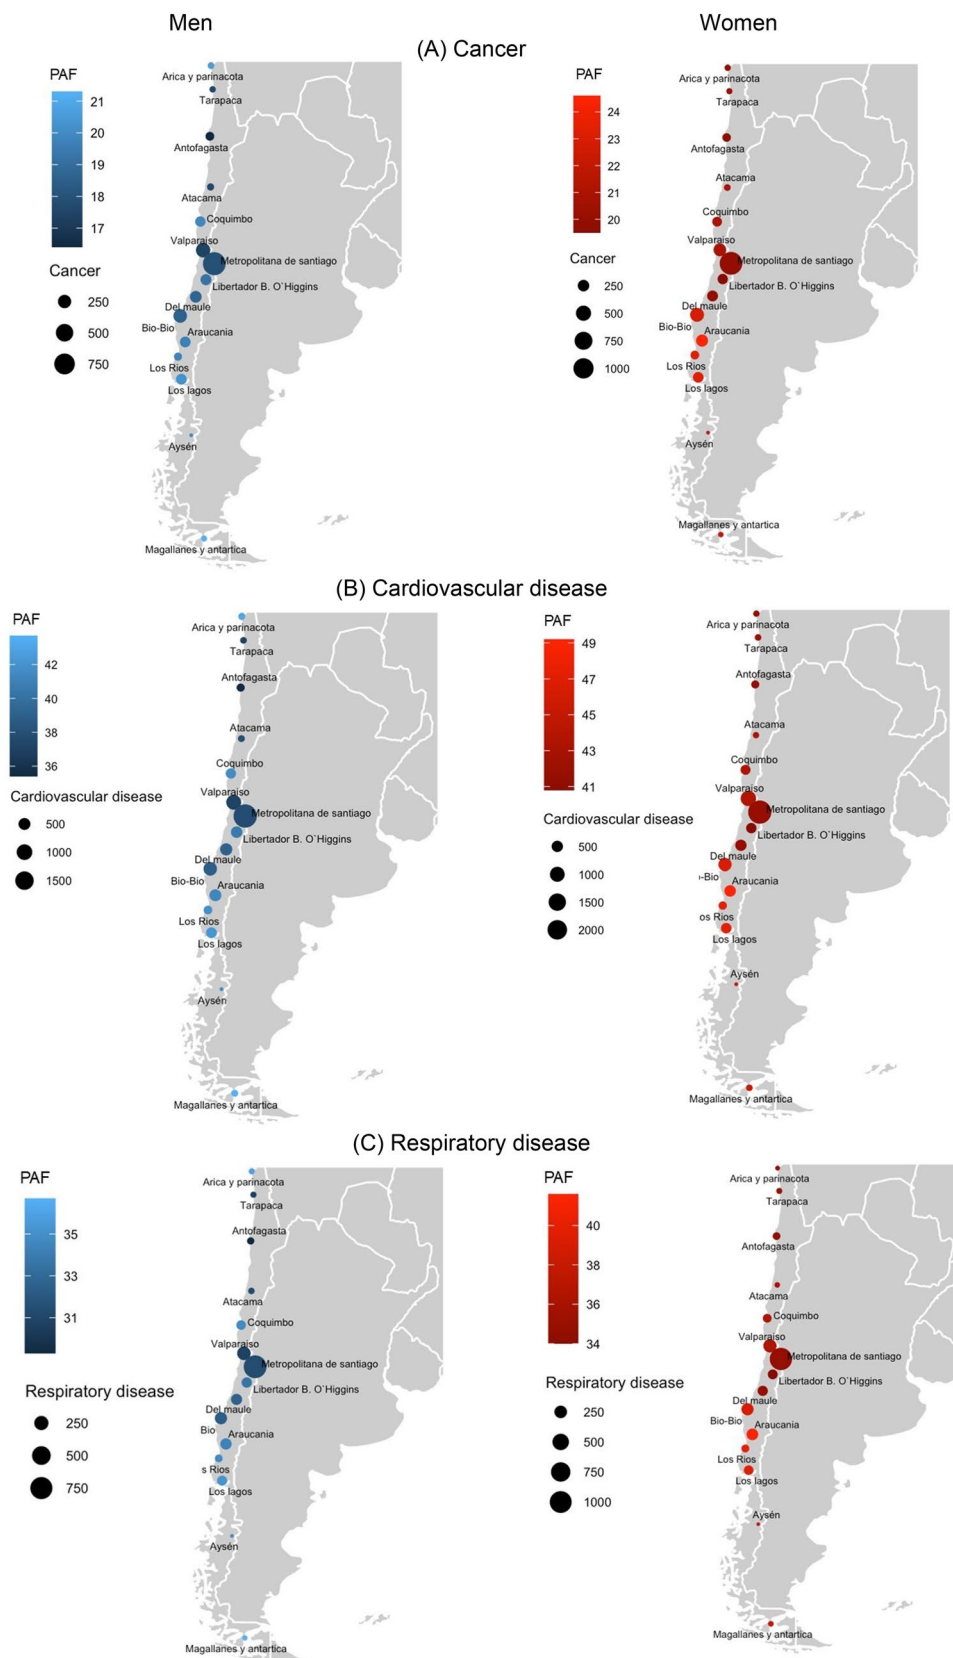 Men
Women
(A) Cancer
PAF
21
20
19
18
17
Cancer
250
500
750
Arica y parinacota
Tarapaca
Antofagasta
Atacama
Coquimbo
Valparaiso
Metropolitana de santiago
Libertador B. O`Higgins
Del maule
Bio-Bio
Araucania
Los Rios
Los lagos
Aysén
Magallanes y antartica
PAF
24
23
22
21
20
Cancer
250
500
750
1000
Arica y parinacota
Tarapaca
Antofagasta
Atacama
Coquimbo
Valparaiso
Metropolitana de santiago
Libertador B. O`Higgins
Del maule
Bio-Bio
Araucania
Los Rios
Los lagos
Aysén
Magallanes y antartica
(B) Cardiovascular disease
PAF
42
40
38
36
Cardiovascular disease
500
1000
1500
Arica y parinacota
Tarapaca
Antofagasta
Atacama
Coquimbo
Valparaiso
Metropolitana de santiago
Libertador B. O`Higgins
Del maule
Bio-Bio
Araucania
Los Rios
Los lagos
Aysén
Magallanes y antartica
PAF
49
47
45
43
41
Cardiovascular disease
500
1000
1500
2000
Arica y parinacota
Tarapaca
Antofagasta
Atacama
Coquimbo
Valparaiso
Metropolitana de santiago
Libertador B. O`Higgins
Del maule
-Bio
Araucania
os Rios
Los lagos
Aysén
Magallanes y antartica
(C) Respiratory disease
PAF
35
33
31
Respiratory disease
250
500
750
Arica y parinacota
Tarapaca
Antofagasta
Atacama
Coquimbo
Valparaiso
Metropolitana de santiago
Libertador B. O`Higgins
Del maule
Bio
Araucania
s Rios
Los lagos
Aysén
Magallanes y antartica
PAF
40
38
36
34
Respiratory disease
250
500
750
1000
Arica y parinacota
Tarapaca
Antofagasta
Atacama
Coquimbo
Valparaiso
Metropolitana de santiago
Libertador B. O`Higgins
Del maule
Bio-Bio
Araucania
Los Rios
Los lagos
Aysén
Magallanes y antartica